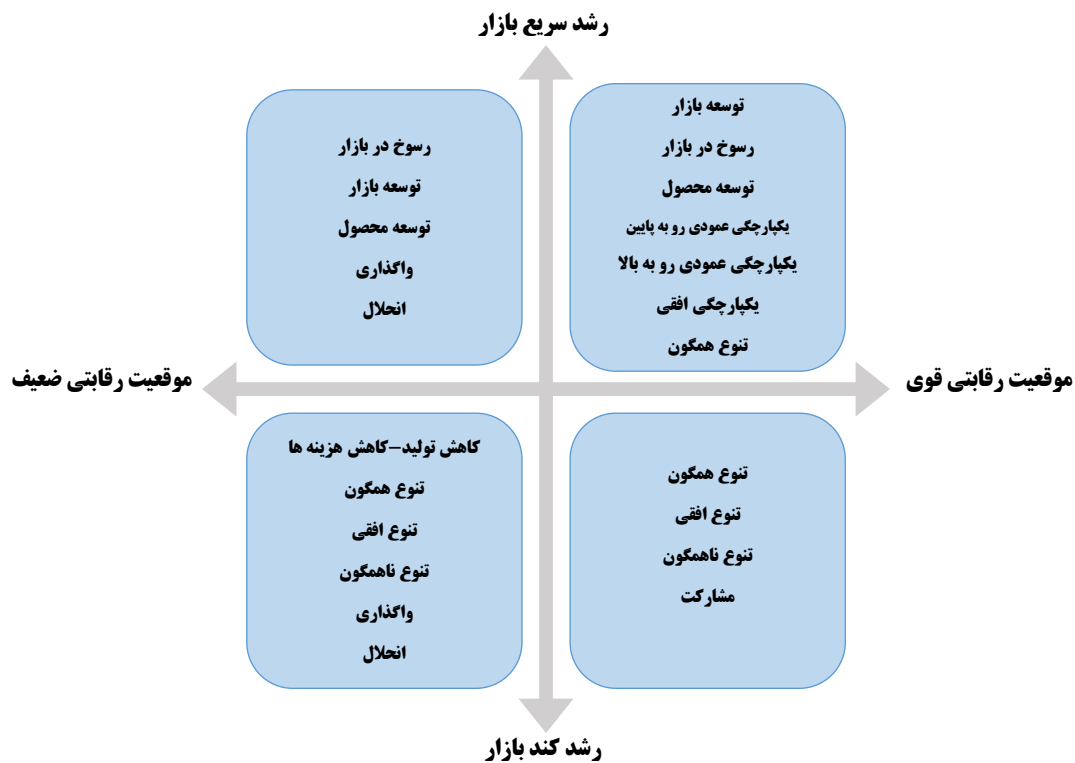 رشد سریع بازار
توسعه بازار
رسوخ در بازار
توسعه محصول
یکپارچگی عمودی رو به پایین
یکپارچگی عمودی رو به بالا
یکپارچگی افقی
تنوع همگون
رسوخ در بازار
توسعه بازار
توسعه محصول
واگذاری
انحلال
موقعیت رقابتی قوی
موقعیت رقابتی ضعیف
تنوع همگون
تنوع افقی
تنوع ناهمگون
مشارکت
کاهش تولید–کاهش هزینه ها
تنوع همگون
تنوع افقی
تنوع ناهمگون
واگذاری
انحلال
رشد کند بازار